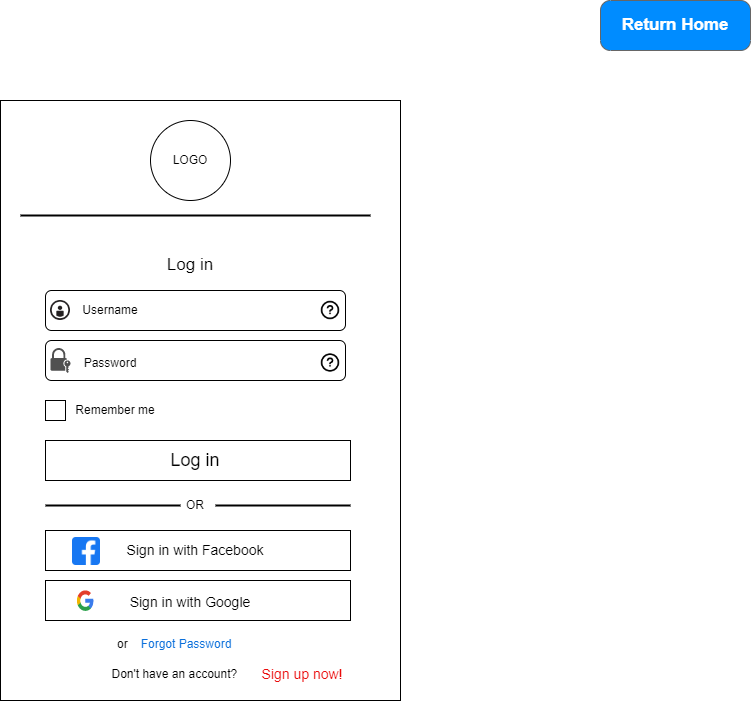 Return Home
LOGO
Log in
Username
?
Password
?
Remember me
Log in
OR
Sign in with Facebook
Sign in with Google
or Forgot Password
Don't have an account? Sign up now!